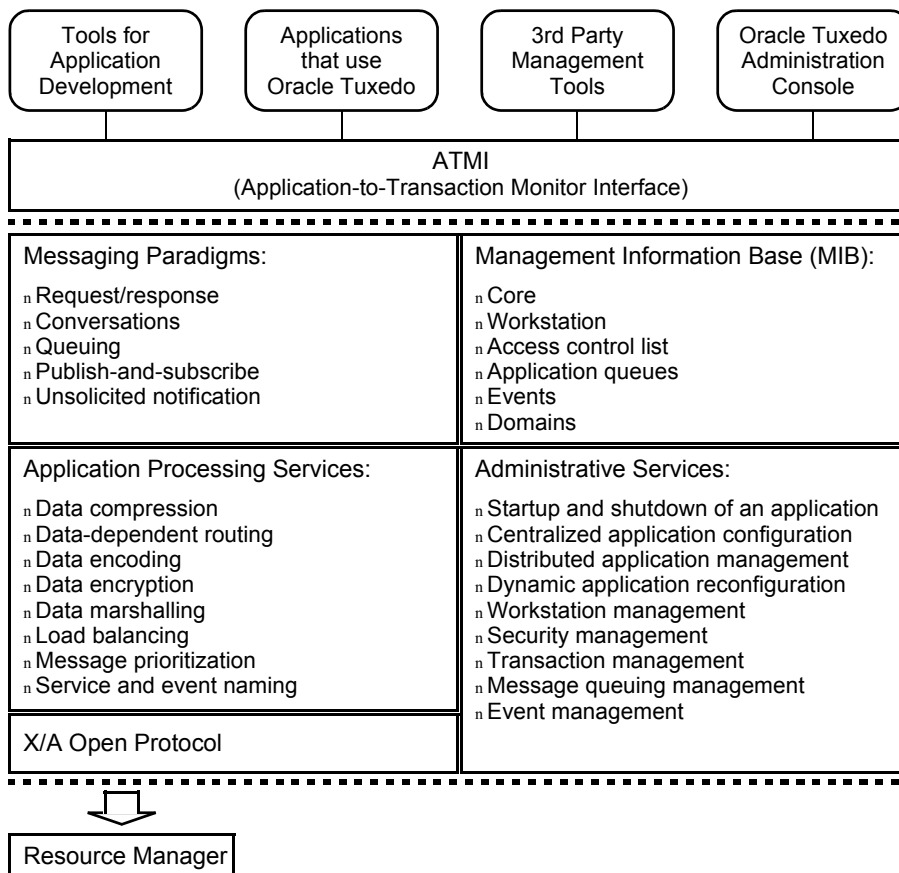 Tools for
Application
Development
Applications
that use
Oracle Tuxedo
3rd Party
Management
Tools
Oracle Tuxedo
Administration
Console
ATMI
(Application-to-Transaction Monitor Interface)
Messaging Paradigms:
n Request/response
n Conversations
n Queuing
n Publish-and-subscribe
n Unsolicited notification
Management Information Base (MIB):
n Core
n Workstation
n Access control list
n Application queues
n Events
n Domains
Application Processing Services:
n Data compression
n Data-dependent routing
n Data encoding
n Data encryption
n Data marshalling
n Load balancing
n Message prioritization
n Service and event naming
X/A Open Protocol
Administrative Services:
n Startup and shutdown of an application
n Centralized application configuration
n Distributed application management
n Dynamic application reconfiguration
n Workstation management
n Security management
n Transaction management
n Message queuing management
n Event management
Resource Manager